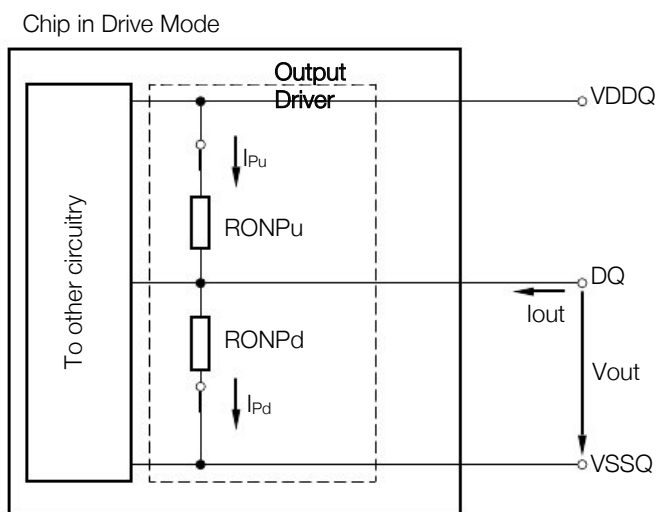 Chip in Drive Mode
Output
Driver
VDDQ
IPu
RONPu
To other circuitry
DQ
Iout
RONPd
Vout
IPd
VSSQ